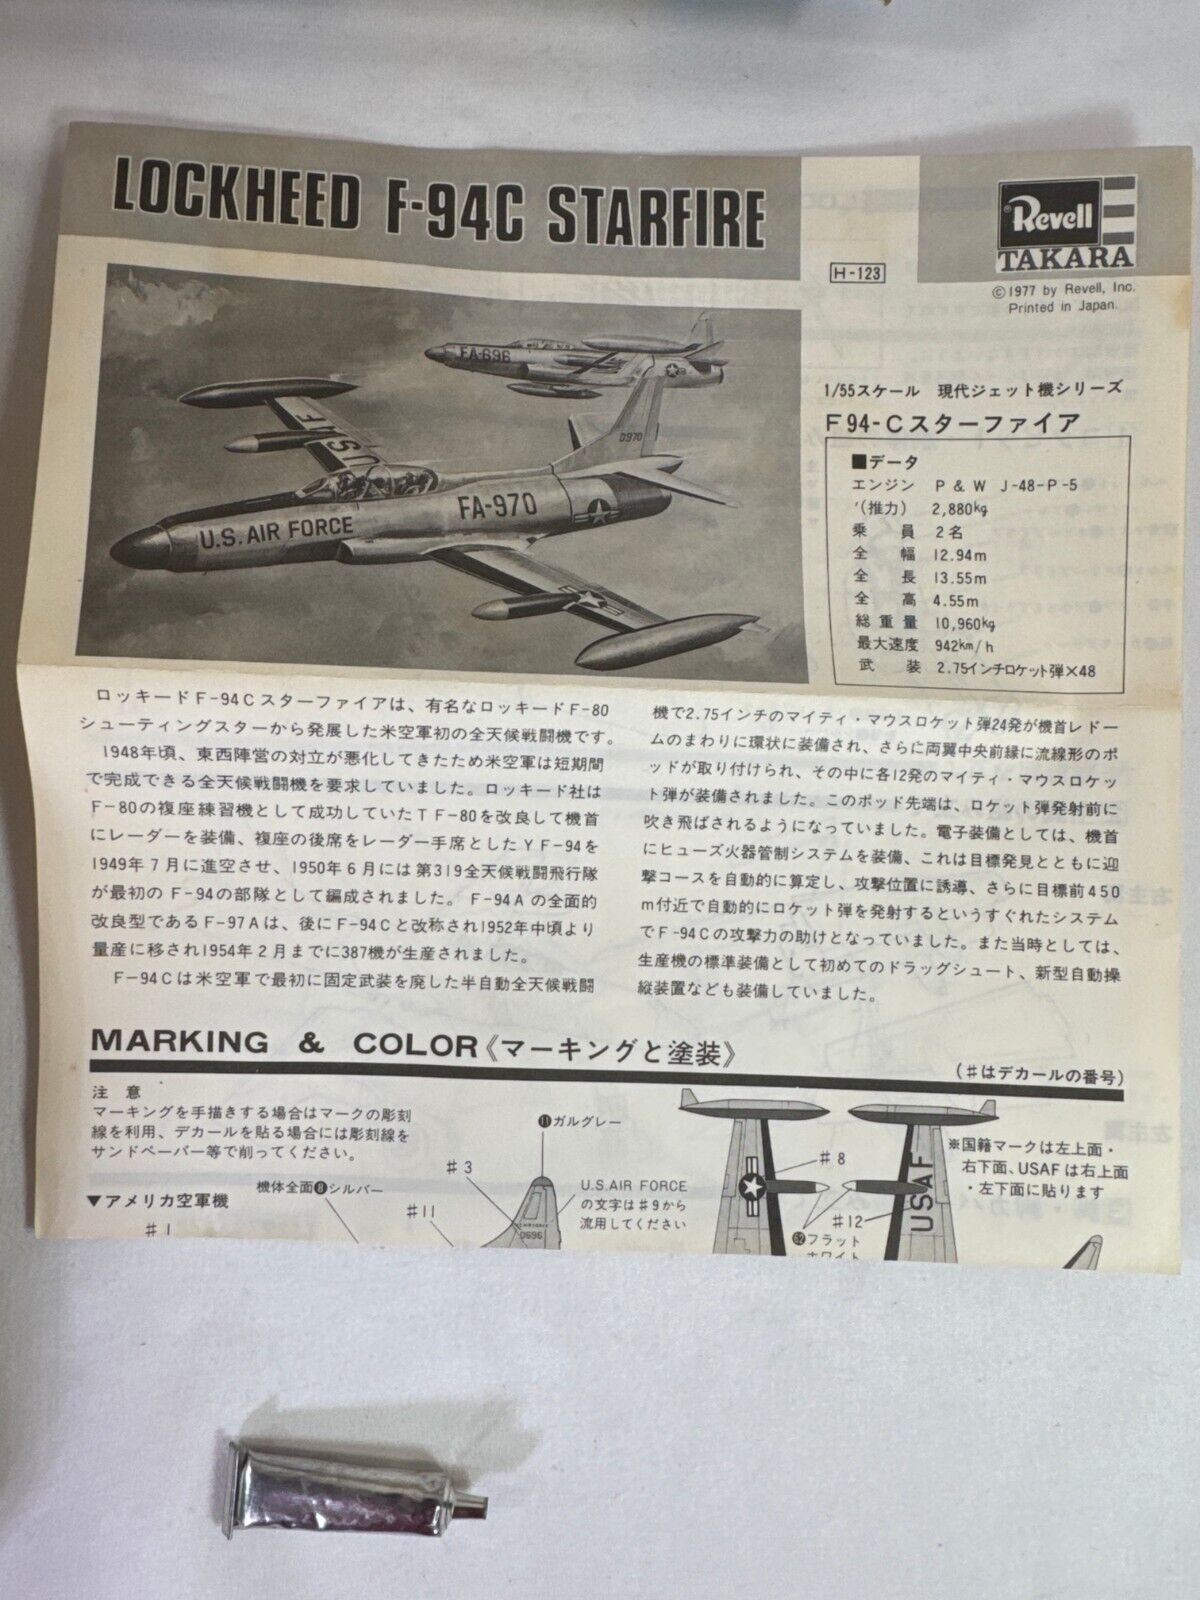 LOCKHEED F-94C STARFIRE
H-123
Revell
TAKARA
©1977 by Revell, Inc.
Printed in Japan.
FA-696
0970
U.S. AIR FORCE
FA-970
USAF
1/55スケール 現代ジェット機シリーズ
F94-Cスターファイア
■データ
エンジン P & W J-48-P-5
(推力) 2,880kg
乗員 2名
全幅 12.94m
全長 13.55m
全高 4.55m
総重量 10,960kg
最大速度 942km/h
武装 2.75インチロケット弾×48
ロッキードF-94Cスターファイアは、有名なロッキードF-80
シューティングスターから発展した米空軍初の全天候戦闘機です。
1948年頃、東西陣営の対立が悪化してきたため米空軍は短期間
で完成できる全天候戦闘機を要求していました。ロッキード社は
F-80の複座練習機として成功していたTF-80を改良して機首
にレーダーを装備、複座の後席をレーダー手席としたYF-94を
1949年7月に進空させ、1950年6月には第319全天候戦闘飛行隊
が最初のF-94の部隊として編成されました。F-94Aの全面的
改良型であるF-97Aは、後にF-94Cと改称され1952年中頃より
量産に移され1954年2月までに387機が生産されました。
F-94Cは米空軍で最初に固定武装を廃した半自動全天候戦闘
機で2.75インチのマイティ・マウスロケット弾24発が機首レドー
ムのまわりに環状に装備され、さらに両翼中央前縁に流線形のポ
ッドが取り付けられ、その中に各12発のマイティ・マウスロケッ
ト弾が装備されました。このポッド先端は、ロケット弾発射前に
吹き飛ばされるようになっていました。電子装備としては、機首
にヒューズ火器管制システムを装備、これは目標発見とともに迎
撃コースを自動的に算定し、攻撃位置に誘導、さらに目標前450
m付近で自動的にロケット弾を発射するというすぐれたシステム
でF-94Cの攻撃力の助けとなっていました。また当時としては、
生産機の標準装備として初めてのドラッグシュート、新型自動操
縦装置なども装備していました。
MARKING & COLOR《マーキングと塗装》
(♯はデカールの番号)
注意
マーキングを手描きする場合はマークの彫刻
線を利用、デカールを貼る場合には彫刻線を
サンドペーパー等で削ってください。
▼アメリカ空軍機
機体全面❽シルバー
♯1
♯11
♯3
⓫ガルグレー
U.S.AIR FORCE
の文字は♯9から
流用してください
0696
♯8
♯12
62フラット
ホワイト
USAF
※国籍マークは左上面・
右下面、USAFは右上面
・左下面に貼ります